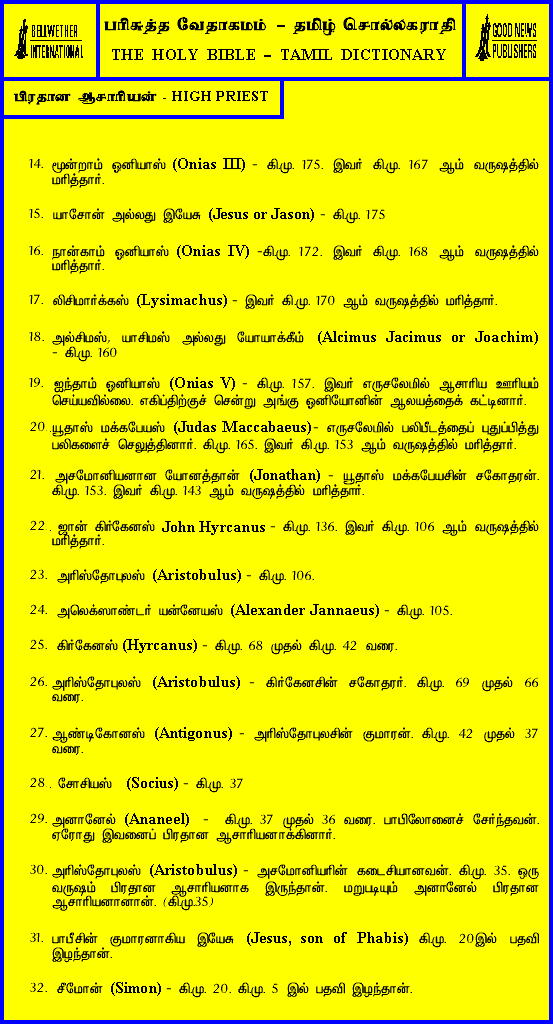 BELLWETHER
INTERNATIONAL
பரிசுத்த வேதாகமம் – தமிழ் சொல்லகராதி
THE HOLY BIBLE – TAMIL DICTIONARY
GOOD NEWS
PUBLISHERS
பிரதான ஆசாரியன் - HIGH PRIEST
14. மூன்றாம் ஓனியாஸ் (Onias III) - கி.மு. 175. இவர் கி.மு. 167 ஆம் வருஷத்தில்
மரித்தார்.
15. யாசோன் அல்லது இயேசு (Jesus or Jason) - கி.மு. 175
16. நான்காம் ஓனியாஸ் (Onias IV) -கி.மு. 172. இவர் கி.மு. 168 ஆம் வருஷத்தில்
மரித்தார்.
17. லிசிமார்க்கஸ் (Lysimachus) - இவர் கி.மு. 170 ஆம் வருஷத்தில் மரித்தார்.
18. அல்சிமஸ், யாசிமஸ் அல்லது யோயாக்கீம் (Alcimus Jacimus or Joachim)
- கி.மு. 160
19. ஐந்தாம் ஓனியாஸ் (Onias V) - கி.மு. 157. இவர் எருசலேமில் ஆசாரிய ஊரியம்
செய்யவில்லை. எகிப்திற்குச் சென்று அங்கு ஓனியோனின் ஆலயத்தைக் கட்டினார்.
20..யூதாஸ் மக்கபேயஸ் (Judas Maccabaeus)- எருசலேமில் பலிபீடத்தைப் புதுப்பித்து
பலிகளைச் செலுத்தினார். கி.மு. 165. இவர் கி.மு. 153 ஆம் வருஷத்தில் மரித்தார்.
21. அசமோனியனான யோனத்தான் (Jonathan) - யூதாஸ் மக்கபேயசின் சகோதரன்.
கி.மு. 153. இவர் கி.மு. 143 ஆம் வருஷத்தில் மரித்தார்.
22 . ஜான் கிர்கேனஸ் John Hyrcanus - கி.மு. 136. இவர் கி.மு. 106 ஆம் வருஷத்தில்
மரித்தார்.
23. அரிஸ்தோபுலஸ் (Aristobulus) - கி.மு. 106.
24. அலெக்ஸாண்டர் யன்னேயஸ் (Alexander Jannaeus) - கி.மு. 105.
25. கிர்கேனஸ் (Hyrcanus) - கி.மு. 68 முதல் கி.மு. 42 வரை.
26. அரிஸ்தோபுலஸ் (Aristobulus) - கிர்கேனசின் சகோதரர். கி.மு. 69 முதல் 66
வரை.
27. ஆண்டிகோனஸ் (Antigonus) - அரிஸ்தோபுலசின் குமாரன். கி.மு. 42 முதல் 37
வரை.
28 . சோசியஸ் (Socius) - கி.மு. 37
29. அனானேல் (Ananeel) - கி.மு. 37 முதல் 36 வரை. பாபிலோனைச் சேர்ந்தவன்.
ஏரோது இவனைப் பிரதான ஆசாரியனாக்கினார்.
30. அரிஸ்தோபுலஸ் (Aristobulus) - அசமோனியரின் கடைசியானவன். கி.மு. 35. ஒரு
வருஷம் பிரதான ஆசாரியனாக இருந்தான். மறுபடியும் அனானேல் பிரதான
ஆசாரியனானான். (கி.மு.35)
31. பாபீசின் குமாரனாகிய இயேசு (Jesus, son of Phabis) கி.மு. 20இல் பதவி
இழந்தான்.
32. சீமோன் (Simon) - கி.மு. 20. கி.மு. 5 இல் பதவி இழந்தான்.